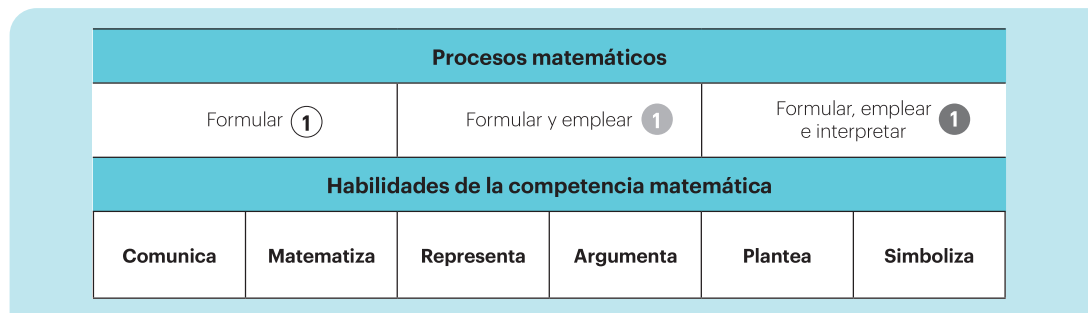 Procesos matemáticos
Formular 1
Formular y emplear 1
Formular, emplear 1
e interpretar
Habilidades de la competencia matemática
Comunica
Matematiza
Representa
Argumenta
Plantea
Simboliza